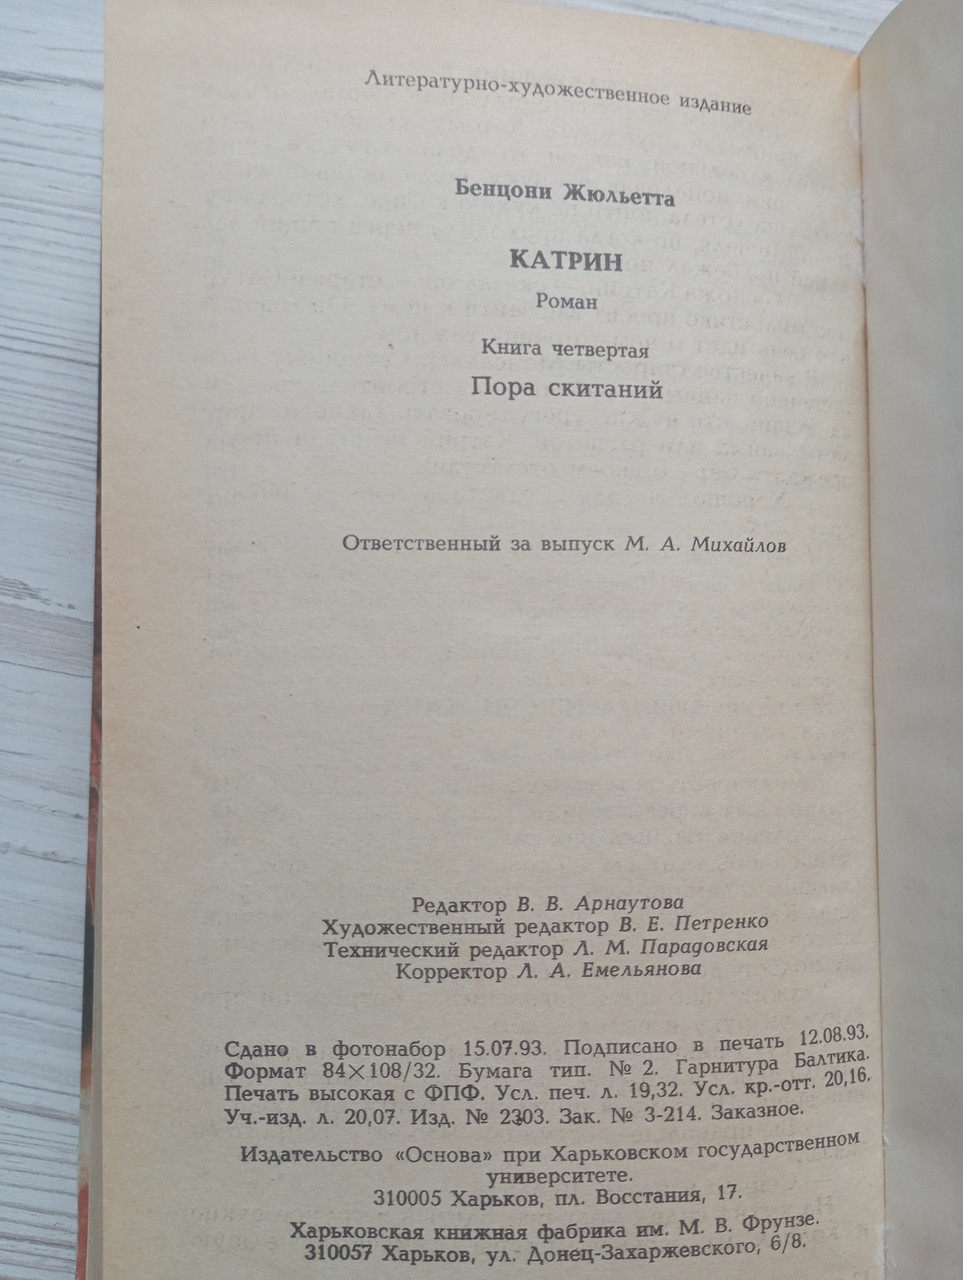 Литературно-художественное издание
Бенцони Жюльетта
КАТРИН
Роман
Книга четвертая
Пора скитаний
Ответственный за выпуск М. А. Михайлов
Редактор В. В. Арнаутова
Художественный редактор В. Е. Петренко
Технический редактор Л. М. Парадовская
Корректор Л. А. Емельянова
Сдано в фотонабор 15.07.93. Подписано в печать 12.08.93.
Формат 84×108/32. Бумага тип. № 2. Гарнитура Балтика.
Печать высокая с ФПФ. Усл. печ. л. 19,32. Усл. кр.-отт. 20,16.
Уч.-изд. л. 20,07. Изд. № 2303. Зак. № 3-214. Заказное.
Издательство «Основа» при Харьковском государственном
университете.
310005 Харьков, пл. Восстания, 17.
Харьковская книжная фабрика им. М. В. Фрунзе.
310057 Харьков, ул. Донец-Захаржевского, 6/8.